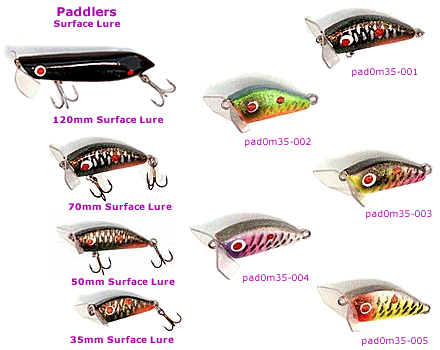 Paddlers
Surface Lure
120mm Surface Lure
70mm Surface Lure
50mm Surface Lure
35mm Surface Lure
pad0m35-001
pad0m35-002
pad0m35-003
pad0m35-004
pad0m35-005